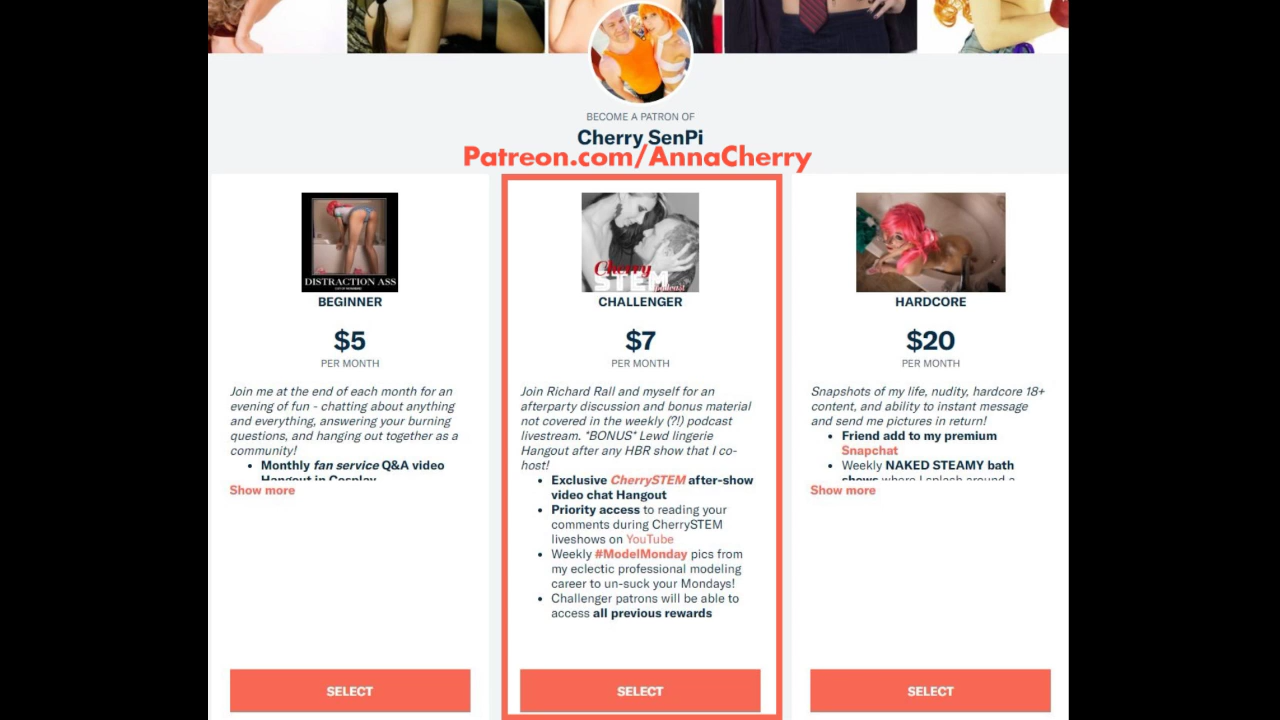 BECOME A PATRON OF
Cherry SenPi
Patreon.com/AnnaCherry
DISTRACTION ASS
BEGINNER
$5
PER MONTH
Join me at the end of each month for an
evening of fun - chatting about anything
and everything, answering your burning
questions, and hanging out together as a
community!
• Monthly fan service Q&A video
Hangout in Cosplay
Show more
SELECT
Cherry
STEM
podcast
CHALLENGER
$7
PER MONTH
Join Richard Rall and myself for an
afterparty discussion and bonus material
not covered in the weekly (?!) podcast
livestream. *BONUS* Lewd lingerie
Hangout after any HBR show that I co-
host!
• Exclusive CherrySTEM after-show
video chat Hangout
• Priority access to reading your
comments during CherrySTEM
liveshows on YouTube
• Weekly #ModelMonday pics from
my eclectic professional modeling
career to un-suck your Mondays!
• Challenger patrons will be able to
access all previous rewards
SELECT
HARDCORE
$20
PER MONTH
Snapshots of my life, nudity, hardcore 18+
content, and ability to instant message
and send me pictures in return!
• Friend add to my premium
Snapchat
• Weekly NAKED STEAMY bath
shows where I splash around a
Show more
SELECT